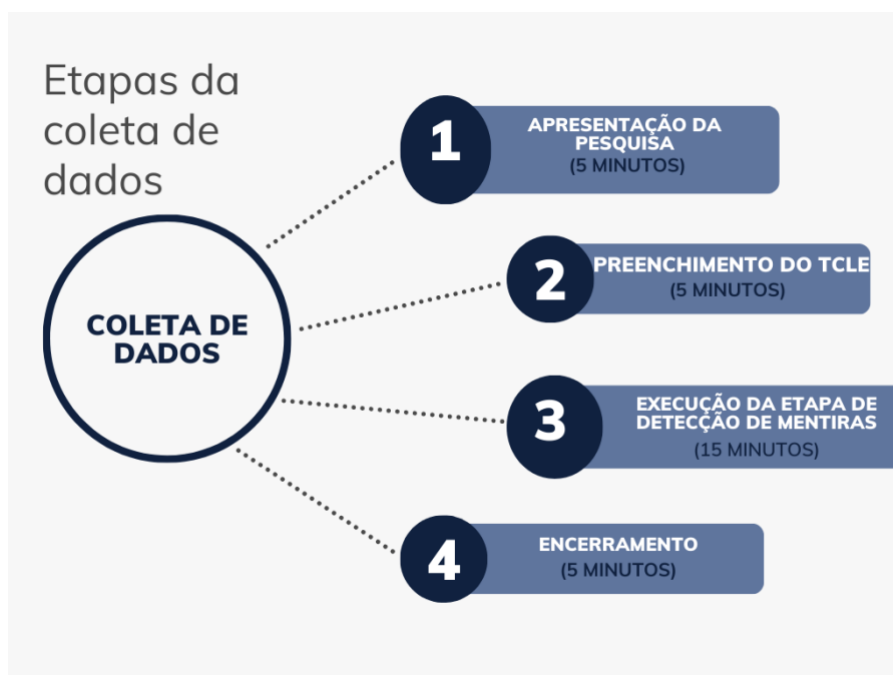 Etapas da
coleta de
dados
COLETA DE
DADOS
1
APRESENTAÇÃO DA
PESQUISA
(5 MINUTOS)
2
PREENCHIMENTO DO TCLE
(5 MINUTOS)
3
EXECUÇÃO DA ETAPA DE
DETECÇÃO DE MENTIRAS
(15 MINUTOS)
4
ENCERRAMENTO
(5 MINUTOS)